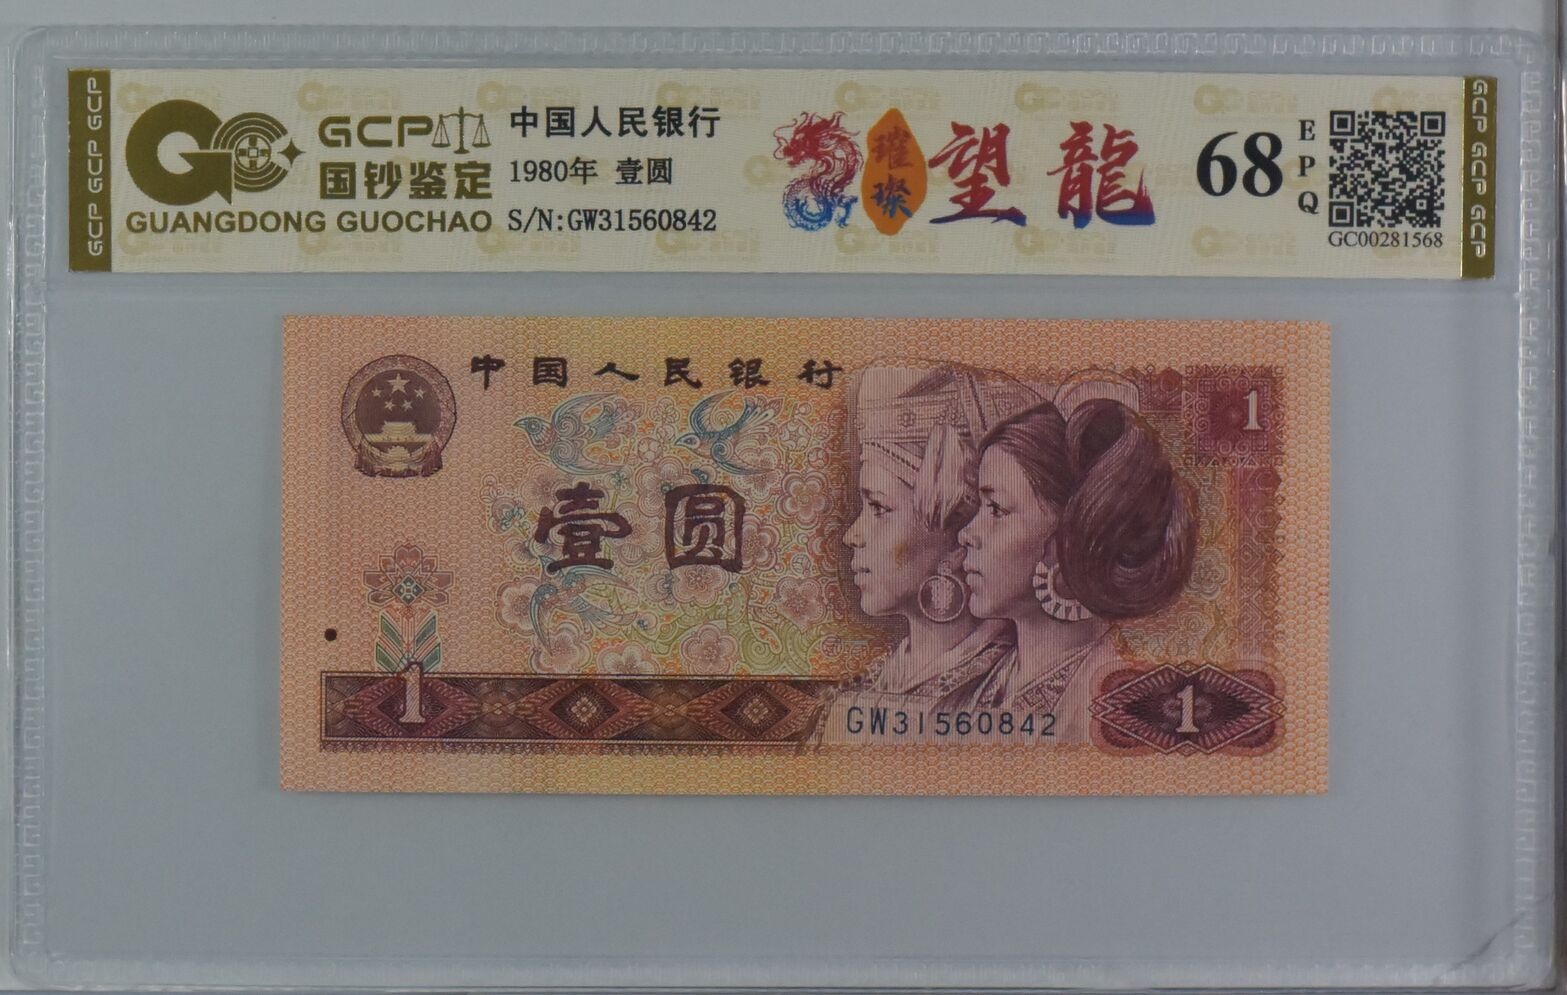 GCP GCP GCP
GCP
国钞鉴定
GUANGDONG GUOCHAO
中国人民银行
1980年 壹圆
S/N:GW31560842
璀璨
望龍
68
EPQ
GC00281568
GCP GCP GCP
中国人民银行
1
壹圆
1
GW31560842
1